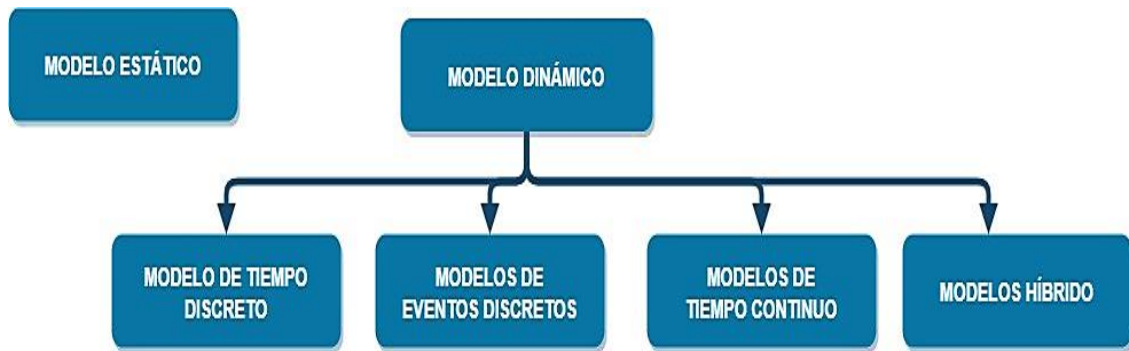 MODELO ESTÁTICO
MODELO DINÁMICO
MODELO DE TIEMPO
DISCRETO
MODELOS DE
EVENTOS DISCRETOS
MODELOS DE
TIEMPO CONTINUO
MODELOS HÍBRIDO